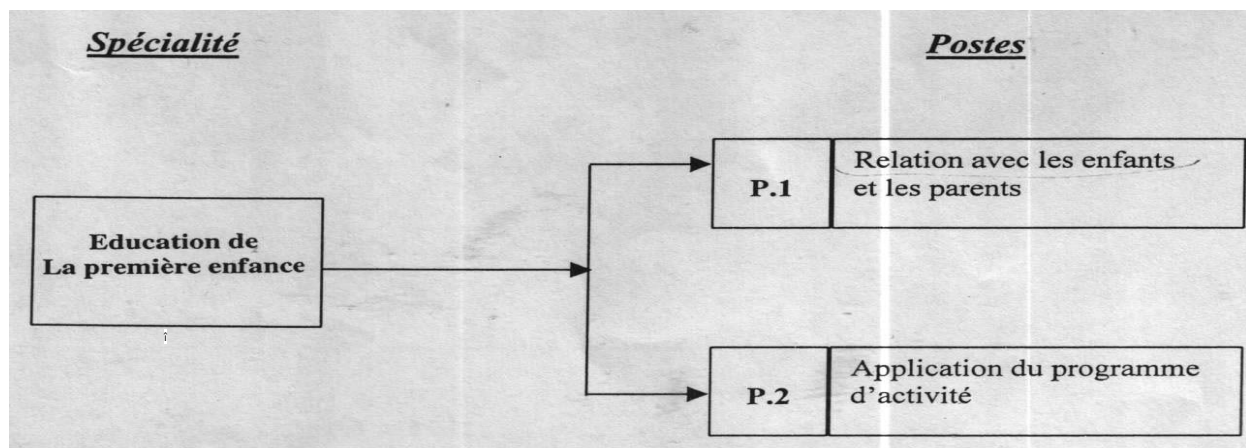 Spécialité
Postes
P.1
Relation avec les enfants
et les parents
Education de
La première enfance
P.2
Application du programme
d'activité
î